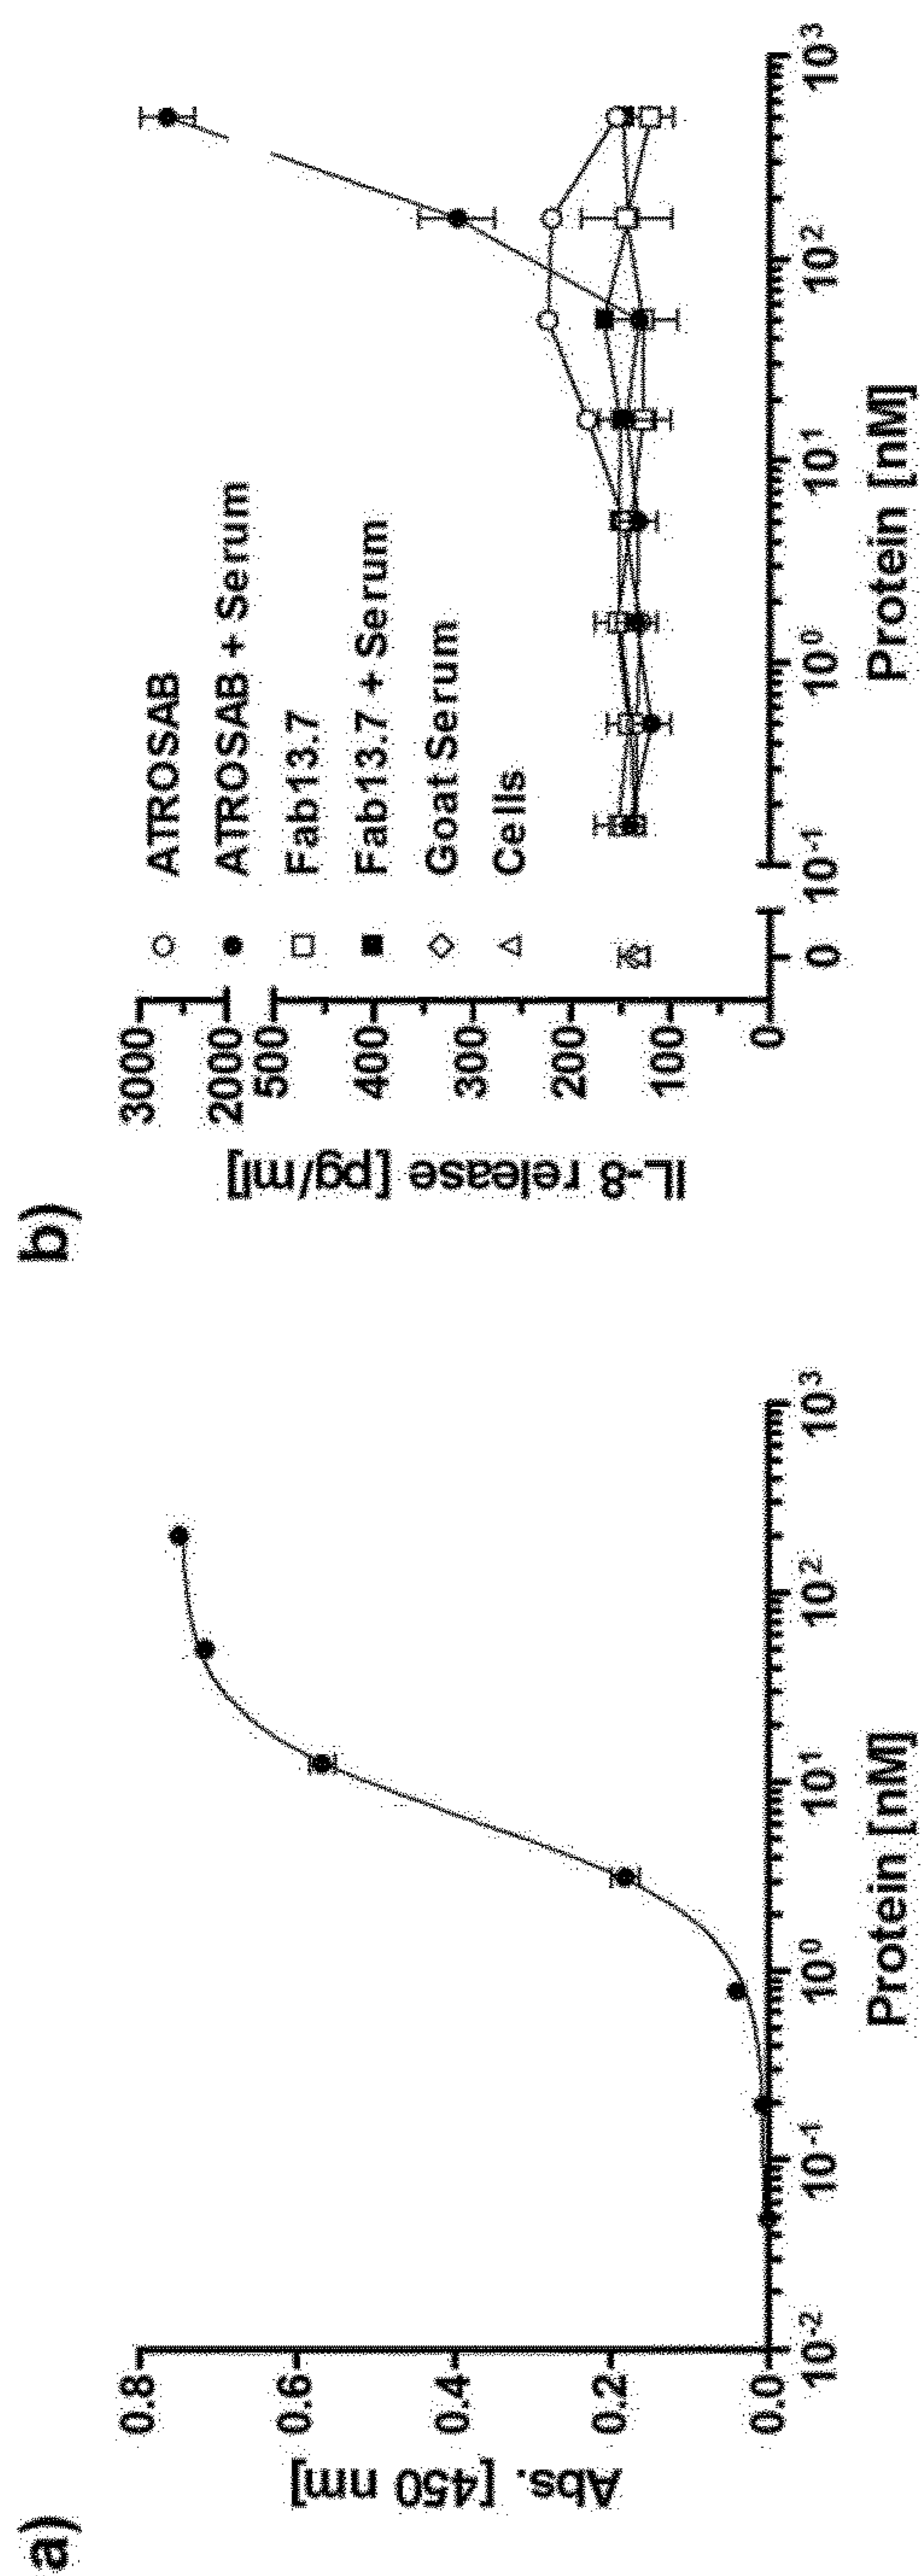 a)
Abs. [450 nm]
0.8
0.6
0.4
0.2
0.0
10-2 10-1 100 101 102 103
Protein [nM]
b)
IL-8 release [pg/ml]
3000
2000
500
400
300
200
100
0
ATROSAB
ATROSAB + Serum
Fab13.7
Fab13.7 + Serum
Goat Serum
Cells
0 10-1 100 101 102 103
Protein [nM]